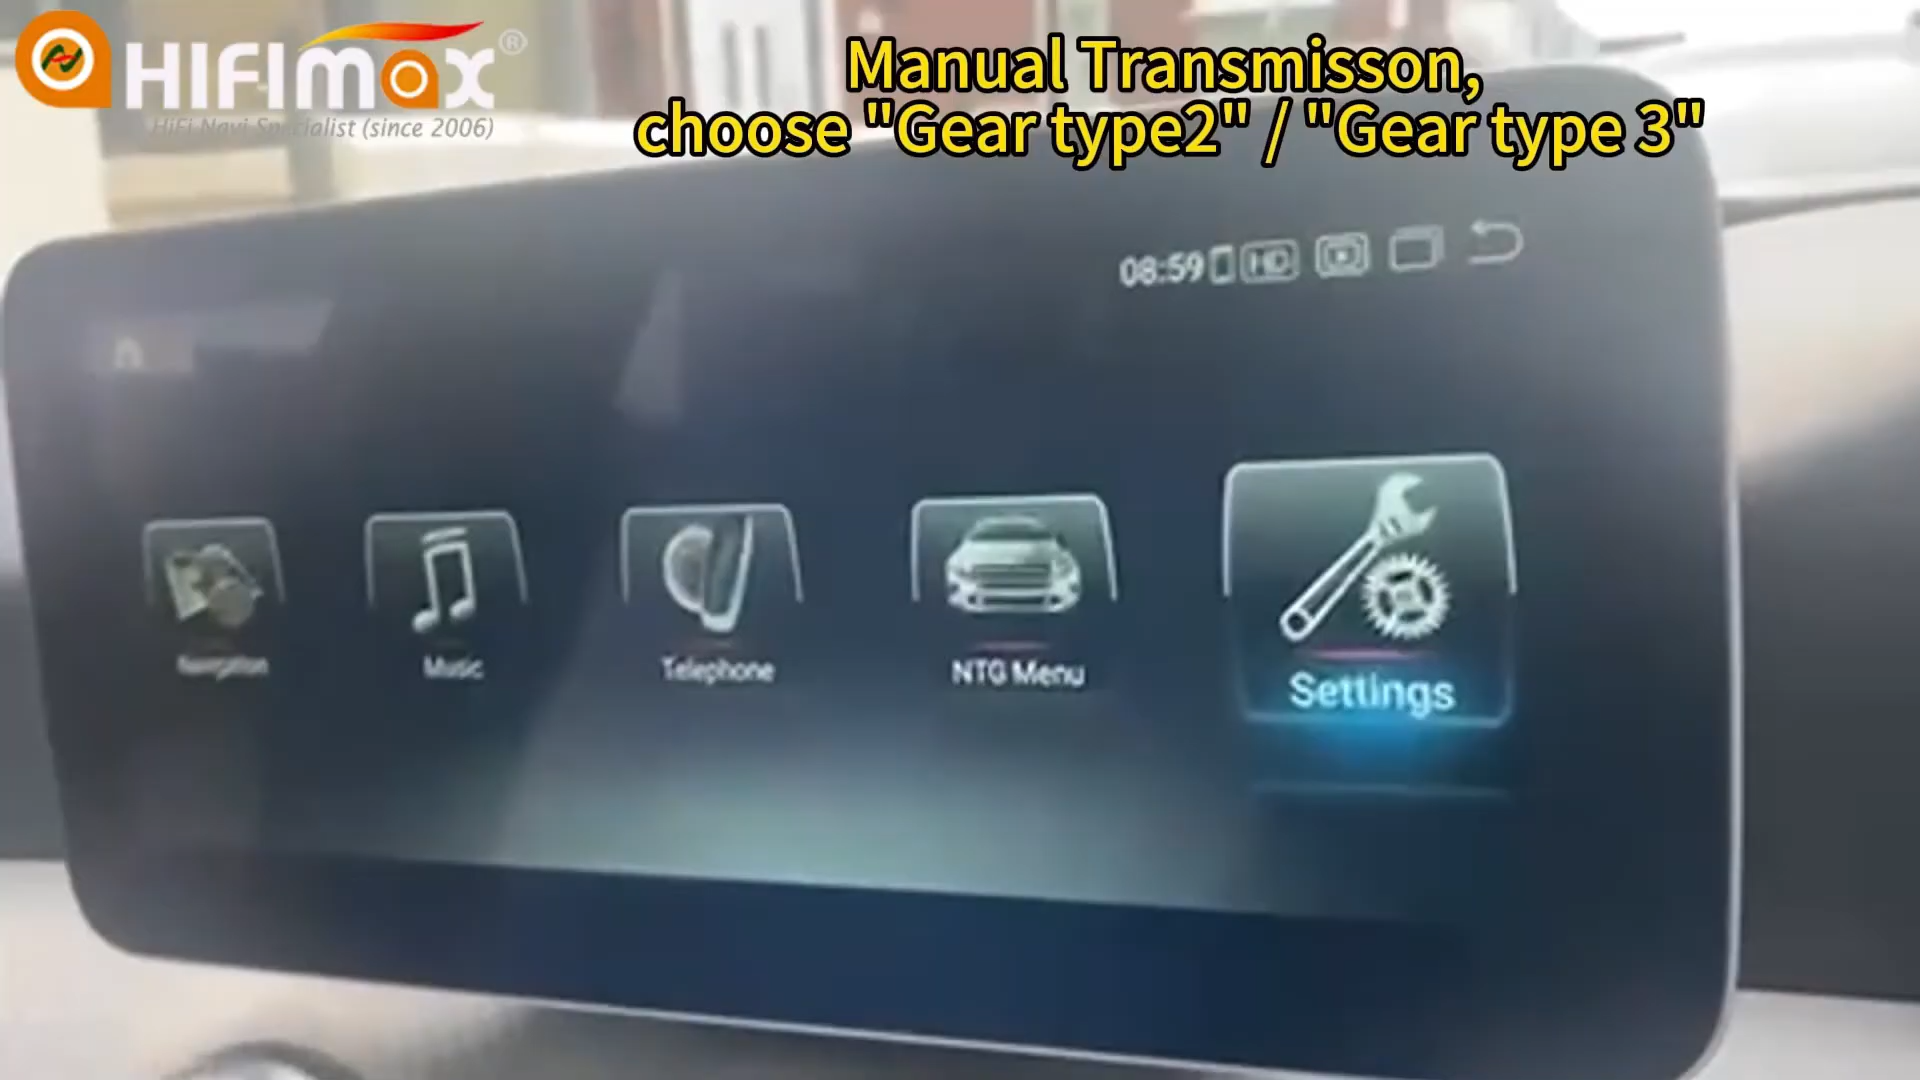 HIFIMAX®
HiFi Navi Specialist (since 2006)
Manual Transmisson,
choose "Gear type2" / "Gear type 3"
08:59 HD
Navigation
Music
Telephone
NTG Menu
Settings